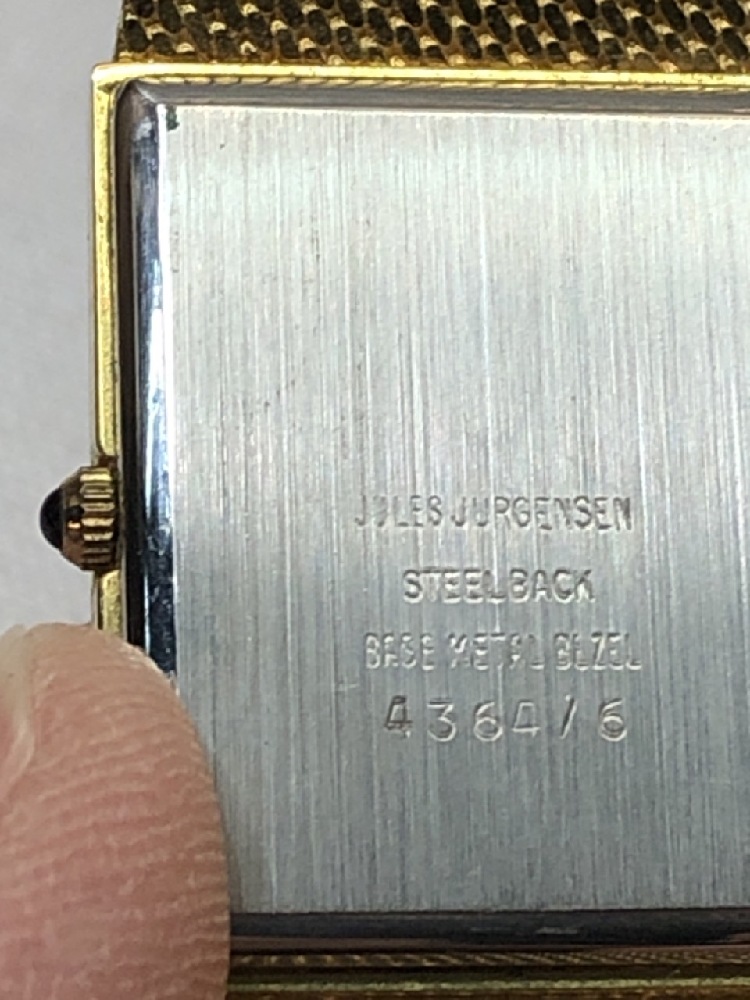 JULES JURGENSEN
STEELBACK
BASE METAL BEZEL
4364/6